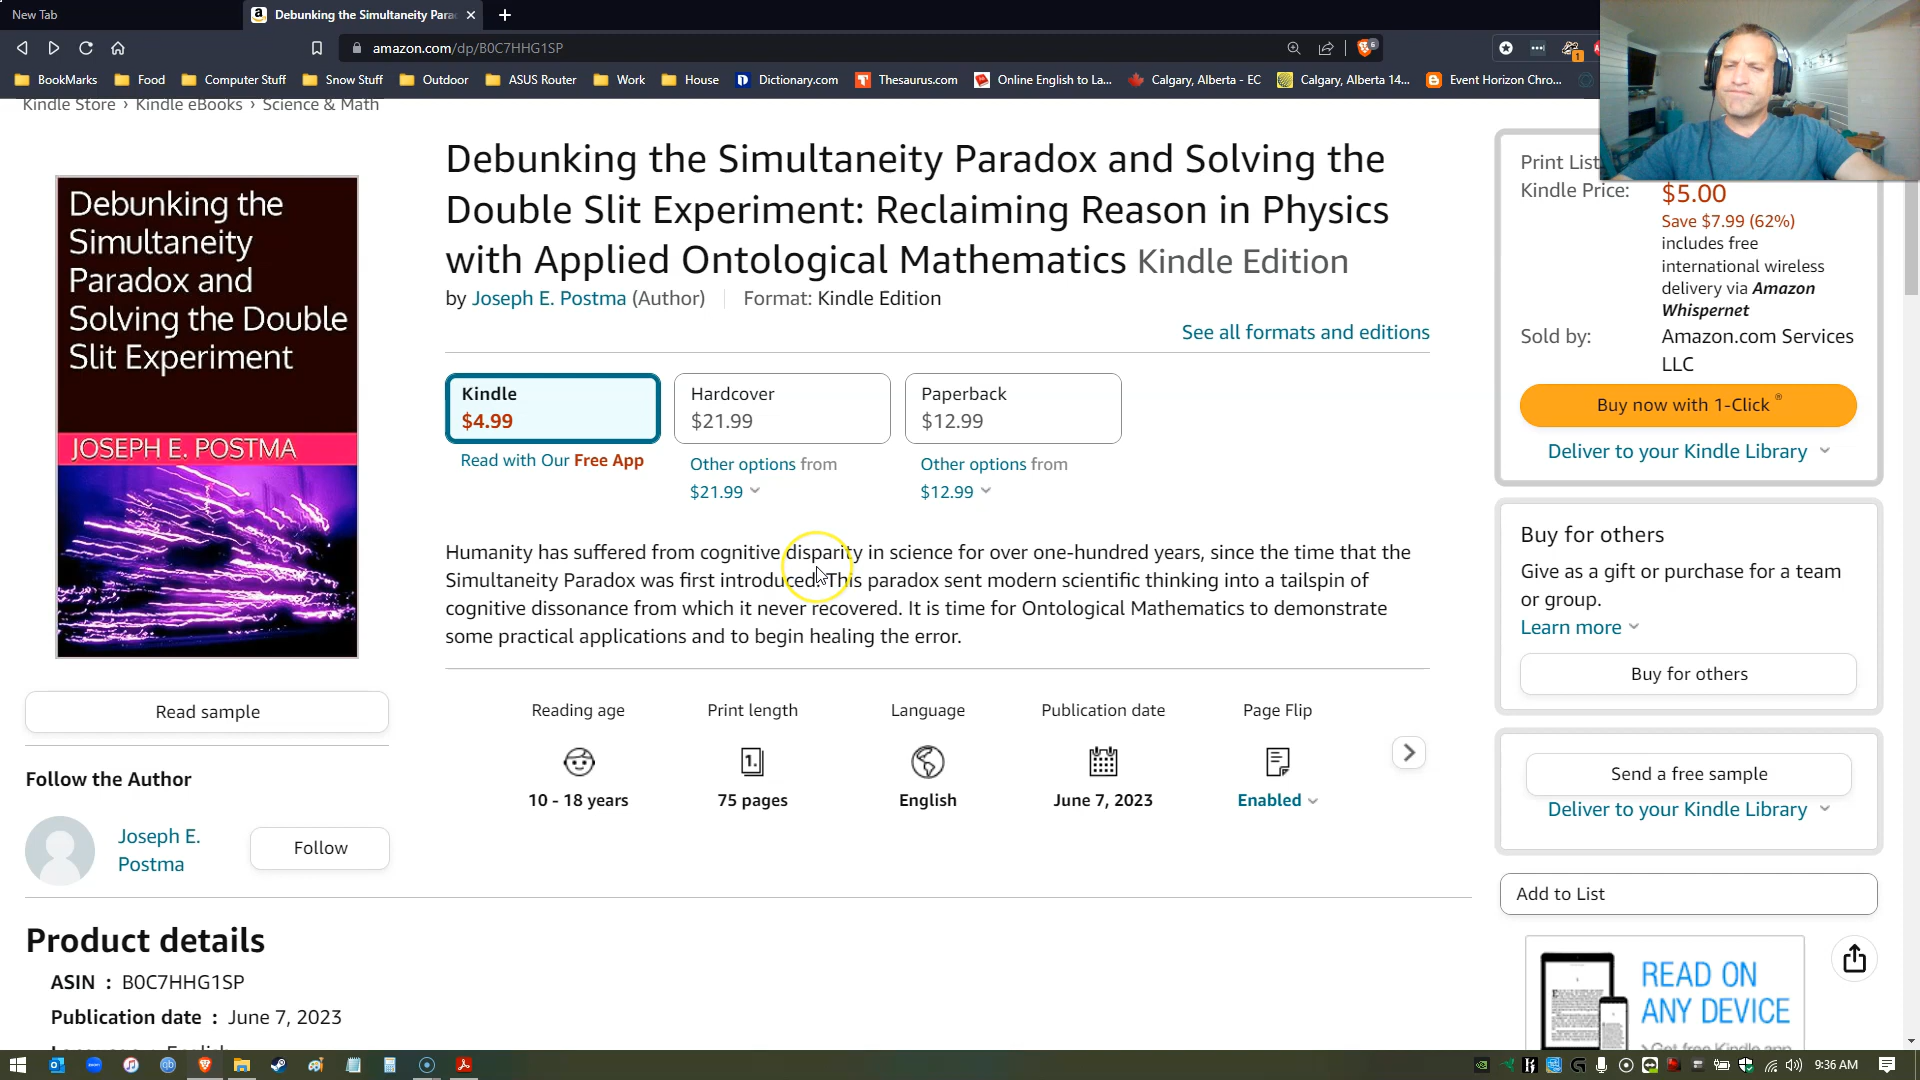 New Tab
Debunking the Simultaneity Para
amazon.com/dp/B0C7HHG1SP
BookMarks
Food
Computer Stuff
Snow Stuff
Outdoor
ASUS Router
Work
House
Dictionary.com
Thesaurus.com
Online English to La...
Calgary, Alberta - EC
Calgary, Alberta 14...
Event Horizon Chro...
Kindle Store › Kindle eBooks › Science & Math
Debunking the
Simultaneity
Paradox and
Solving the Double
Slit Experiment
JOSEPH E. POSTMA
Read sample
Follow the Author
Joseph E.
Postma
Follow
Debunking the Simultaneity Paradox and Solving the
Double Slit Experiment: Reclaiming Reason in Physics
with Applied Ontological Mathematics Kindle Edition
by Joseph E. Postma (Author)
Format: Kindle Edition
See all formats and editions
Kindle
$4.99
Read with Our Free App
Hardcover
$21.99
Other options from
$21.99
Paperback
$12.99
Other options from
$12.99
Humanity has suffered from cognitive disparity in science for over one-hundred years, since the time that the
Simultaneity Paradox was first introduced. This paradox sent modern scientific thinking into a tailspin of
cognitive dissonance from which it never recovered. It is time for Ontological Mathematics to demonstrate
some practical applications and to begin healing the error.
Reading age
10 - 18 years
Print length
1.
75 pages
Language
English
Publication date
June 7, 2023
Page Flip
Enabled
Product details
ASIN : B0C7HHG1SP
Publication date : June 7, 2023
Print List
Kindle Price:
$5.00
Save $7.99 (62%)
includes free
international wireless
delivery via Amazon
Whispernet
Sold by:
Amazon.com Services
LLC
Buy now with 1-Click ®
Deliver to your Kindle Library
Buy for others
Give as a gift or purchase for a team
or group.
Learn more
Buy for others
Send a free sample
Deliver to your Kindle Library
Add to List
READ ON
ANY DEVICE
9:36 AM